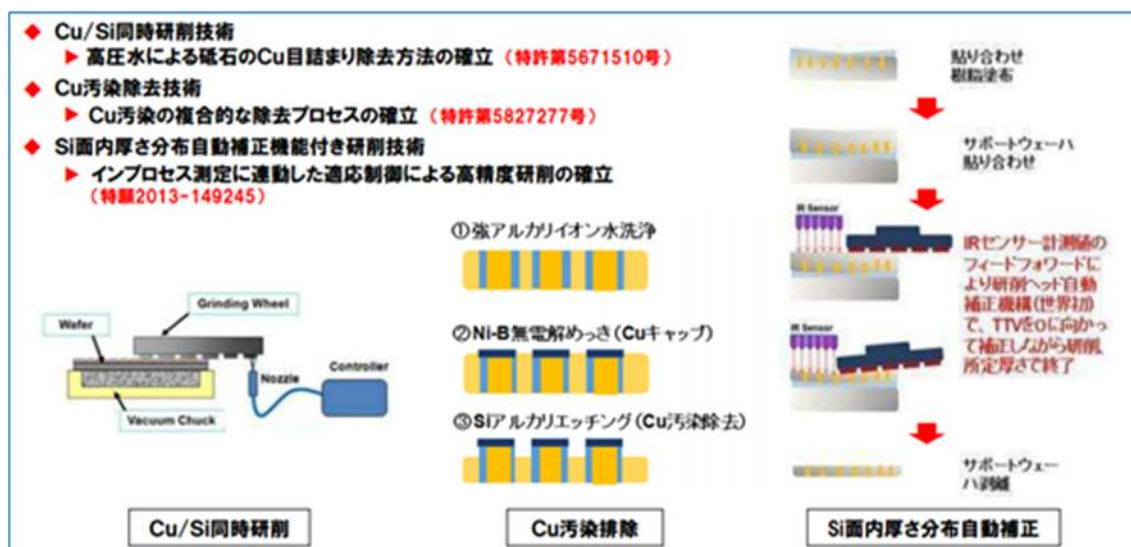 ◆ Cu/Si同時研削技術
▶ 高圧水による砥石のCu目詰まり除去方法の確立 (特許第5671510号)
◆ Cu汚染除去技術
▶ Cu汚染の複合的な除去プロセスの確立 (特許第5827277号)
◆ Si面内厚さ分布自動補正機能付き研削技術
▶ インプロセス測定に連動した適応制御による高精度研削の確立
(特願2013-149245)
Grinding Wheel
Wafer
Nozzle
Controller
Vacuum Chuck
Cu/Si同時研削
①強アルカリイオン水洗浄
②Ni-B無電解めっき(Cuキャップ)
③Siアルカリエッチング(Cu汚染除去)
Cu汚染排除
貼り合わせ
樹脂塗布
サポートウェーハ
貼り合わせ
IR Sensor
IRセンサー計測値の
フィードフォワードに
より研削ヘッド自動
補正機構(世界初)
で、TTVを0に向かっ
て補正しながら研削、
所定厚さで終了
IR Sensor
サポートウェー
ハ剥離
Si面内厚さ分布自動補正